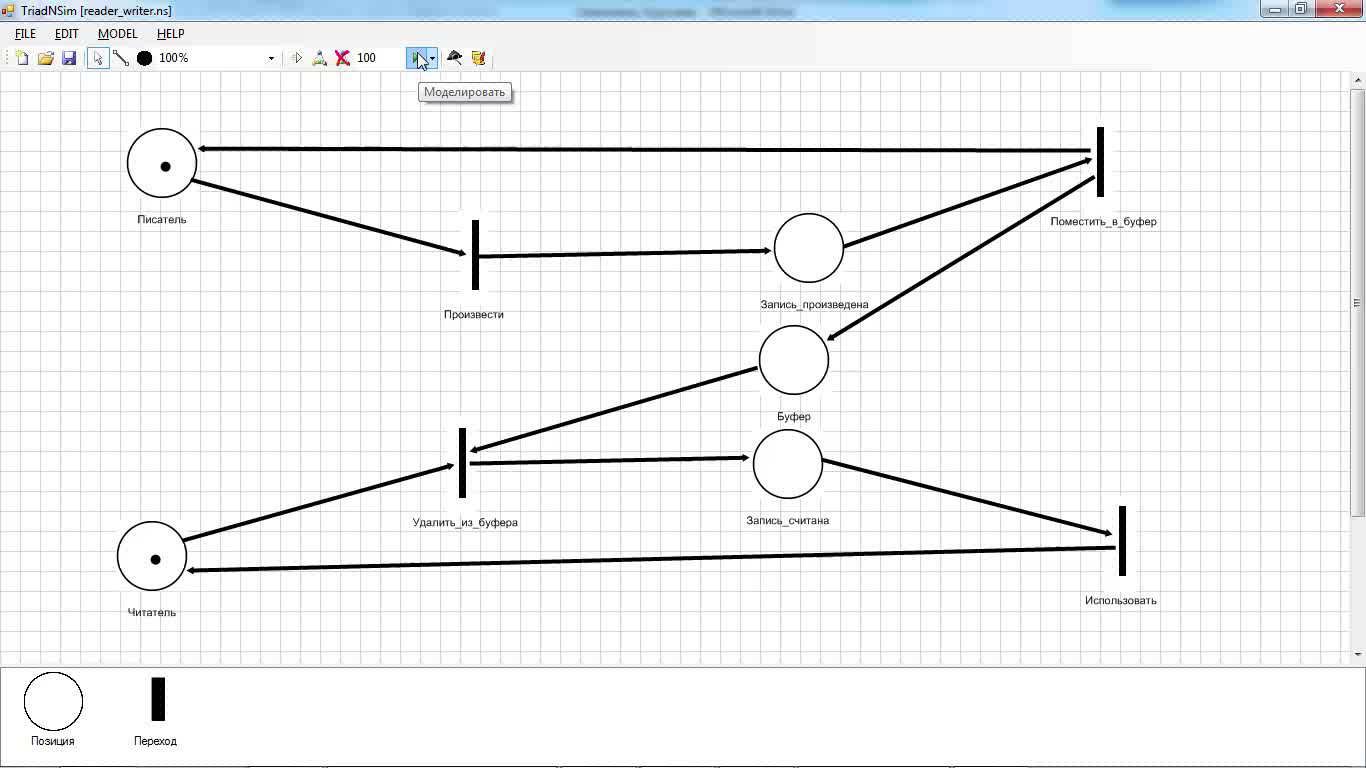 TriadNSim [reader_writer.ns]
FILE EDIT MODEL HELP
100% 100
Моделировать
Писатель
Поместить_в_буфер
Произвести
Запись_произведена
Буфер
Удалить_из_буфера
Запись_считана
Читатель
Использовать
Позиция Переход